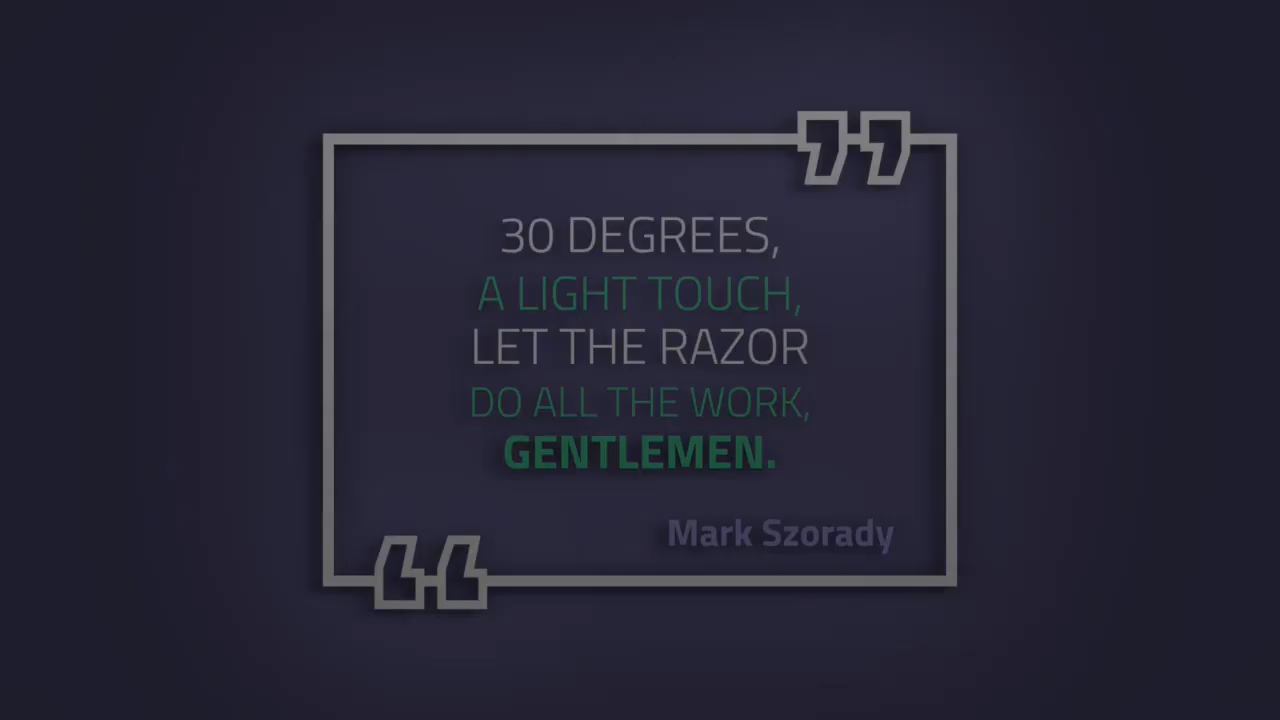 30 DEGREES,
A LIGHT TOUCH,
LET THE RAZOR
DO ALL THE WORK,
GENTLEMEN.
Mark Szorady